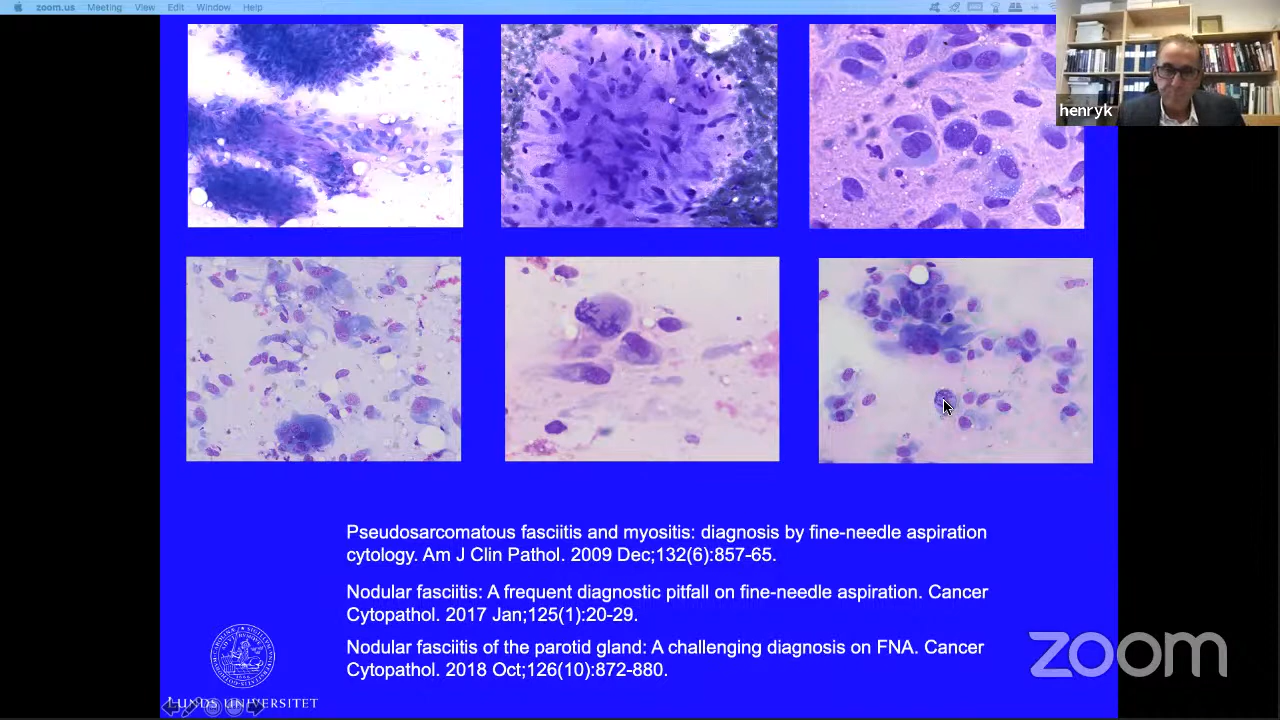 zoom.us Meeting View Edit Window Help
henryk
Pseudosarcomatous fasciitis and myositis: diagnosis by fine-needle aspiration
cytology. Am J Clin Pathol. 2009 Dec;132(6):857-65.
Nodular fasciitis: A frequent diagnostic pitfall on fine-needle aspiration. Cancer
Cytopathol. 2017 Jan;125(1):20-29.
Nodular fasciitis of the parotid gland: A challenging diagnosis on FNA. Cancer
Cytopathol. 2018 Oct;126(10):872-880.
zoom
LUNDS UNIVERSITET